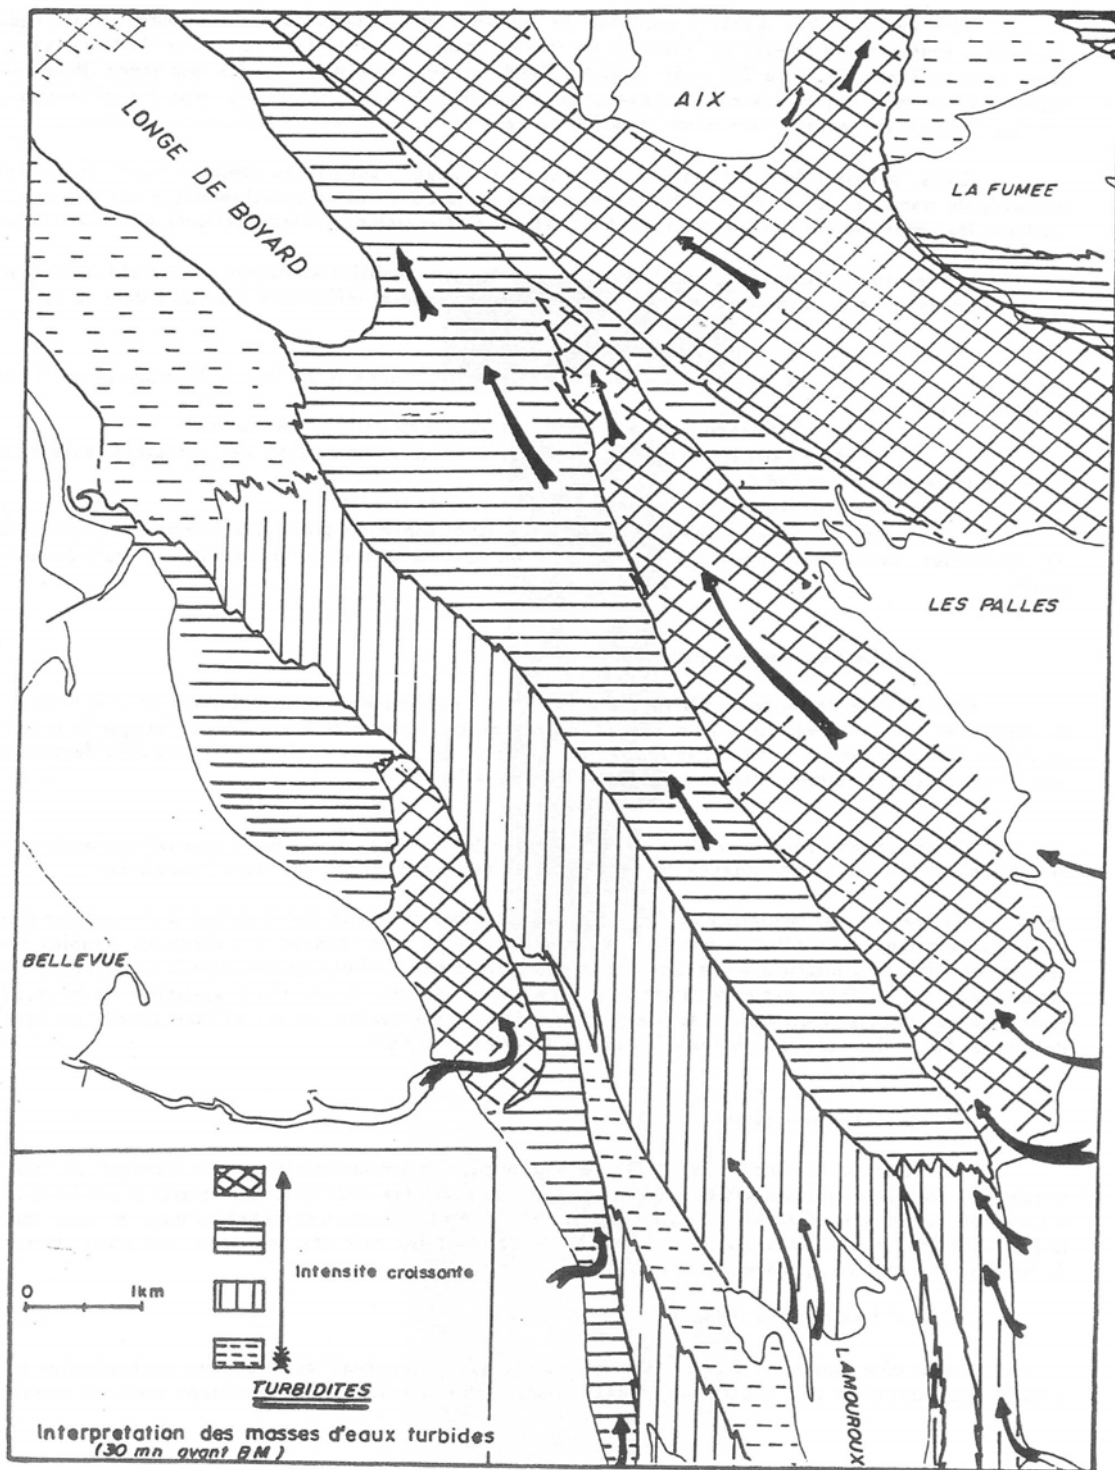 AIX
LONGE DE BOYARD
LA FUMEE
LES PALLES
BELLEVUE
Intensite croissante
0 1km
TURBIDITES
Interpretation des masses d'eaux turbides
(30 mn avant BM)
LAMOUROUX